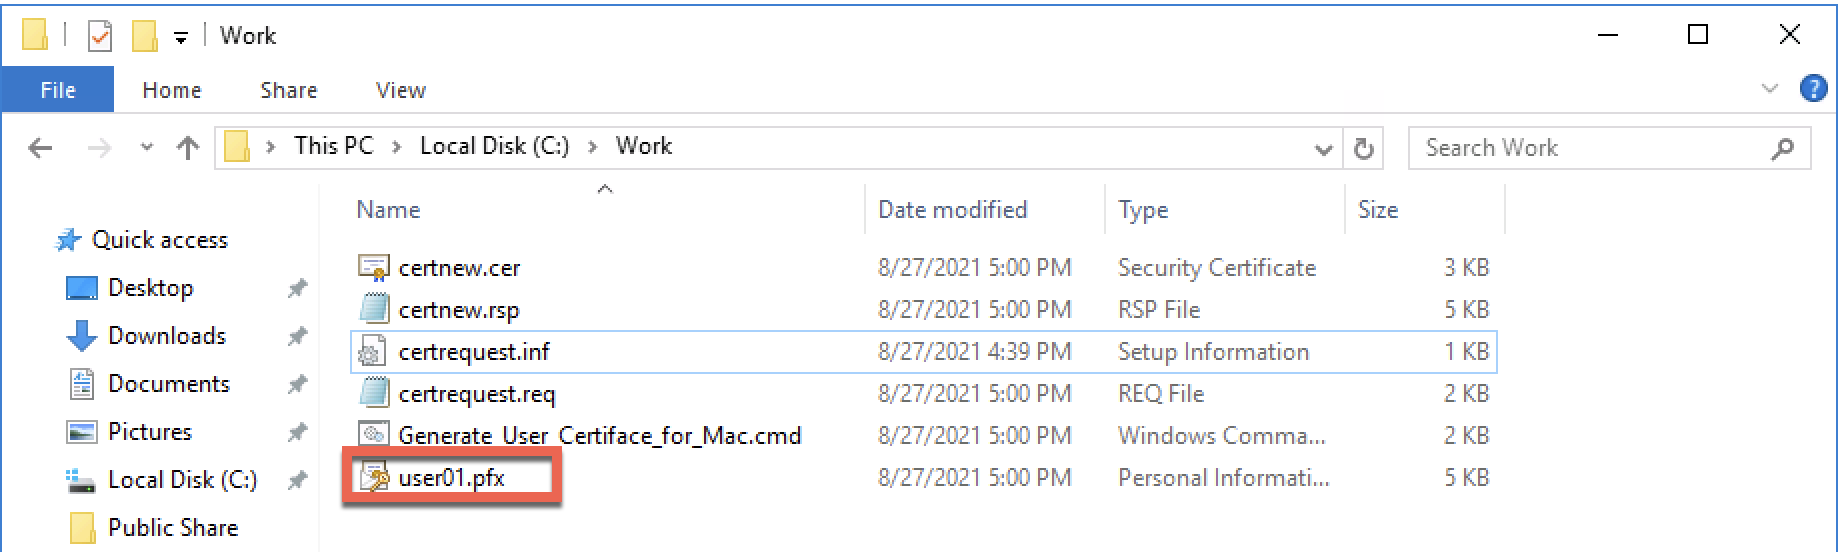 Work
File Home Share View ?
This PC > Local Disk (C:) > Work Search Work
Name Date modified Type Size
Quick access
Desktop
Downloads
Documents
Pictures
Local Disk (C:)
Public Share
certnew.cer 8/27/2021 5:00 PM Security Certificate 3 KB
certnew.rsp 8/27/2021 5:00 PM RSP File 5 KB
certrequest.inf 8/27/2021 4:39 PM Setup Information 1 KB
certrequest.req 8/27/2021 5:00 PM REQ File 2 KB
Generate_User_Certiface_for_Mac.cmd 8/27/2021 5:00 PM Windows Comma... 2 KB
user01.pfx 8/27/2021 5:00 PM Personal Informati... 5 KB